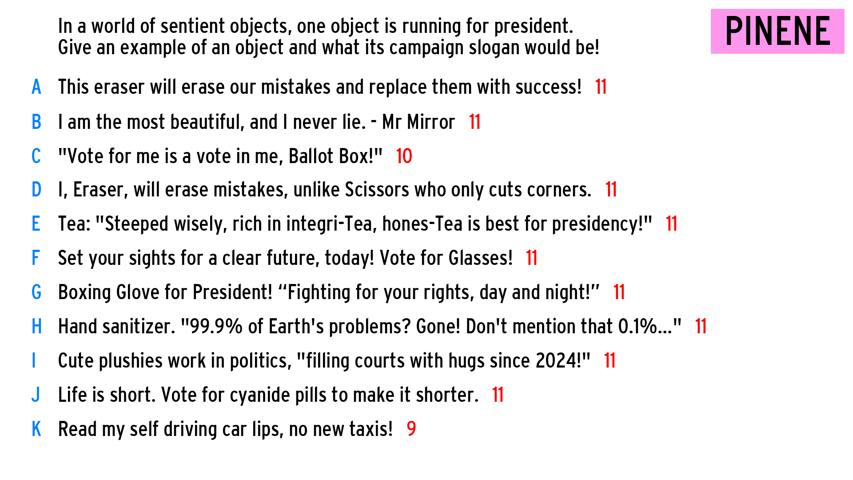 In a world of sentient objects, one object is running for president.
Give an example of an object and what its campaign slogan would be!
PINENE
A This eraser will erase our mistakes and replace them with success! 11
B I am the most beautiful, and I never lie. - Mr Mirror 11
C "Vote for me is a vote in me, Ballot Box!" 10
D I, Eraser, will erase mistakes, unlike Scissors who only cuts corners. 11
E Tea: "Steeped wisely, rich in integri-Tea, hones-Tea is best for presidency!" 11
F Set your sights for a clear future, today! Vote for Glasses! 11
G Boxing Glove for President! “Fighting for your rights, day and night!” 11
H Hand sanitizer. "99.9% of Earth's problems? Gone! Don't mention that 0.1%..." 11
I Cute plushies work in politics, "filling courts with hugs since 2024!" 11
J Life is short. Vote for cyanide pills to make it shorter. 11
K Read my self driving car lips, no new taxis! 9